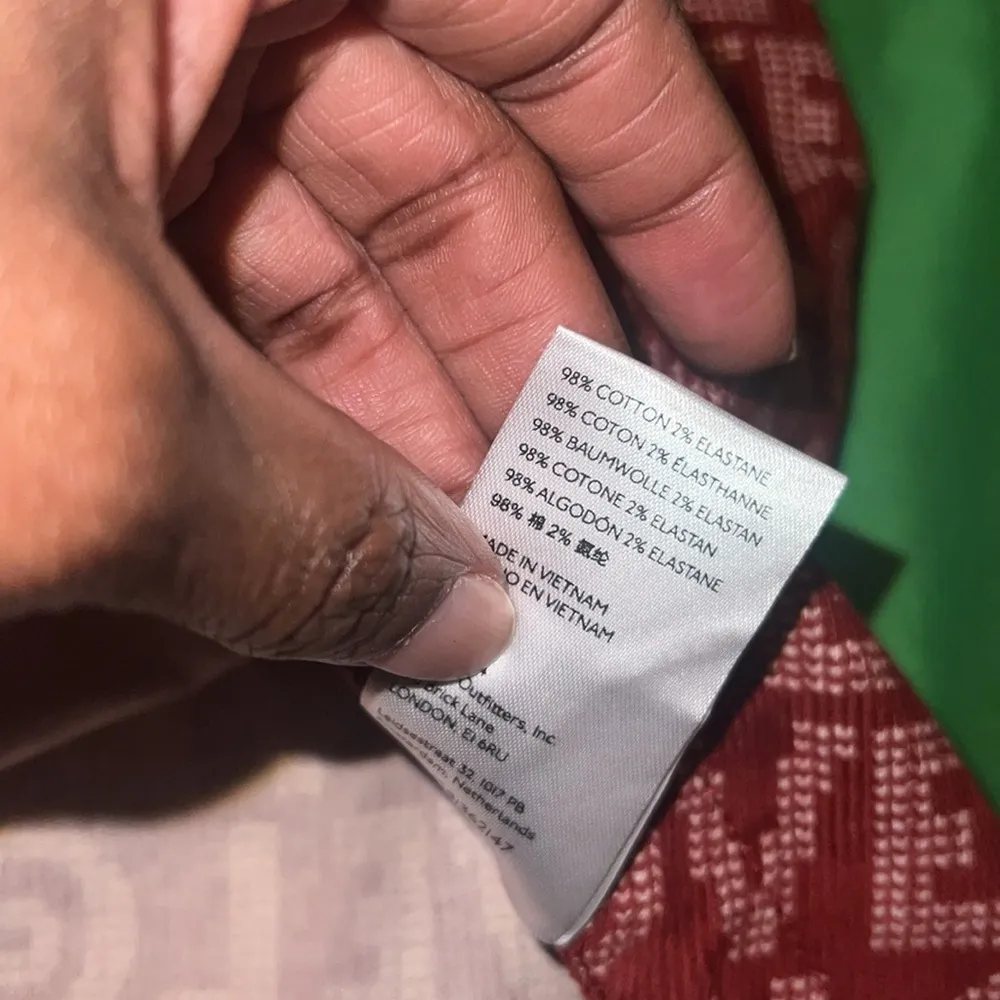 98% COTTON 2% ELASTANE
98% COTON 2% ÉLASTHANNE
98% BAUMWOLLE 2% ELASTAN
98% COTONE 2% ELASTAN
98% ALGODÓN 2% ELASTANE
98% 棉 2% 氨纶
ADE IN VIETNAM
O EN VIETNAM
Outfitters, Inc.
Brick Lane
LONDON, E1 6RU
Leidsestraat 32, 1017 PB
erdam, Netherlands
1362147